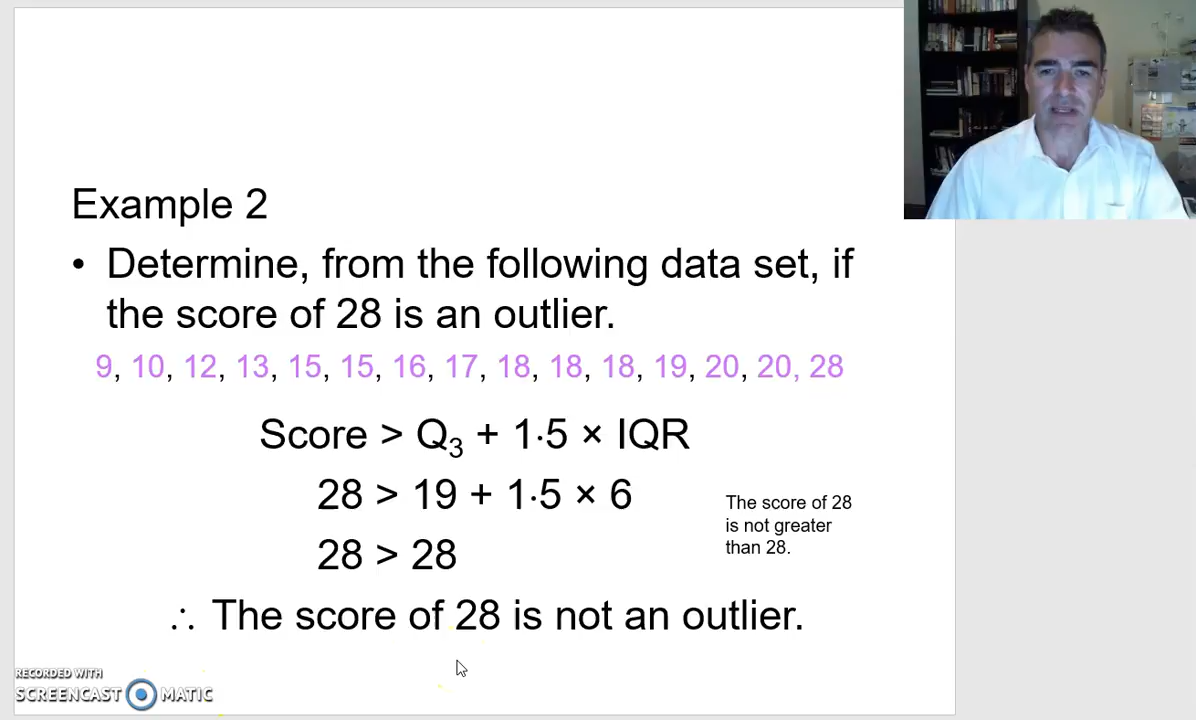 Example 2
• Determine, from the following data set, if
the score of 28 is an outlier.
9, 10, 12, 13, 15, 15, 16, 17, 18, 18, 18, 19, 20, 20, 28
Score > Q₃ + 1·5 × IQR
28 > 19 + 1·5 × 6
28 > 28
The score of 28
is not greater
than 28.
∴ The score of 28 is not an outlier.
RECORDED WITH
SCREENCAST MATIC